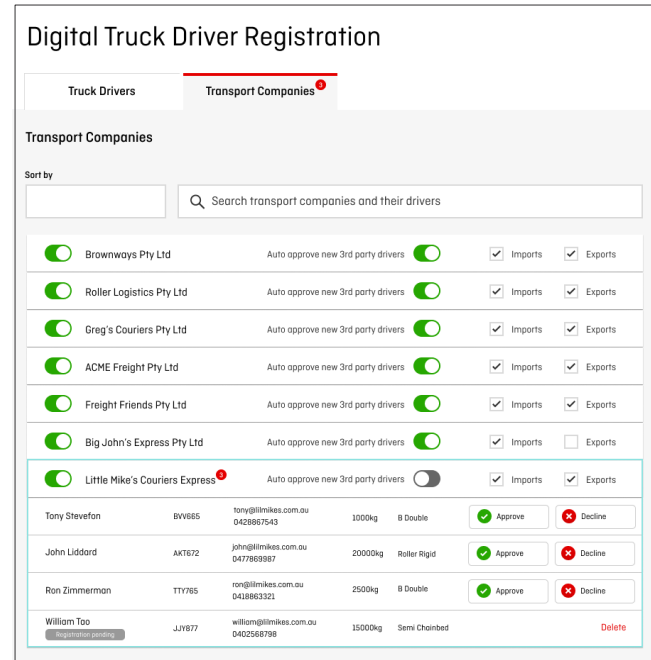 Digital Truck Driver Registration
Truck Drivers
Transport Companies 3
Transport Companies
Sort by
Search transport companies and their drivers
Brownways Pty Ltd Auto approve new 3rd party drivers Imports Exports
Roller Logistics Pty Ltd Auto approve new 3rd party drivers Imports Exports
Greg's Couriers Pty Ltd Auto approve new 3rd party drivers Imports Exports
ACME Freight Pty Ltd Auto approve new 3rd party drivers Imports Exports
Freight Friends Pty Ltd Auto approve new 3rd party drivers Imports Exports
Big John's Express Pty Ltd Auto approve new 3rd party drivers Imports Exports
Little Mike's Couriers Express 3 Auto approve new 3rd party drivers Imports Exports
Tony Stevefon BVV665 tony@lilmikes.com.au 1000kg B Double Approve Decline
0428867543
John Liddard AKT672 john@lilmikes.com.au 20000kg Roller Rigid Approve Decline
0477869987
Ron Zimmerman TTY765 ron@lilmikes.com.au 2500kg B Double Approve Decline
0418863321
William Tao JJY877 william@lilmikes.com.au 15000kg Semi Chainbed Delete
Registration pending 0402568798